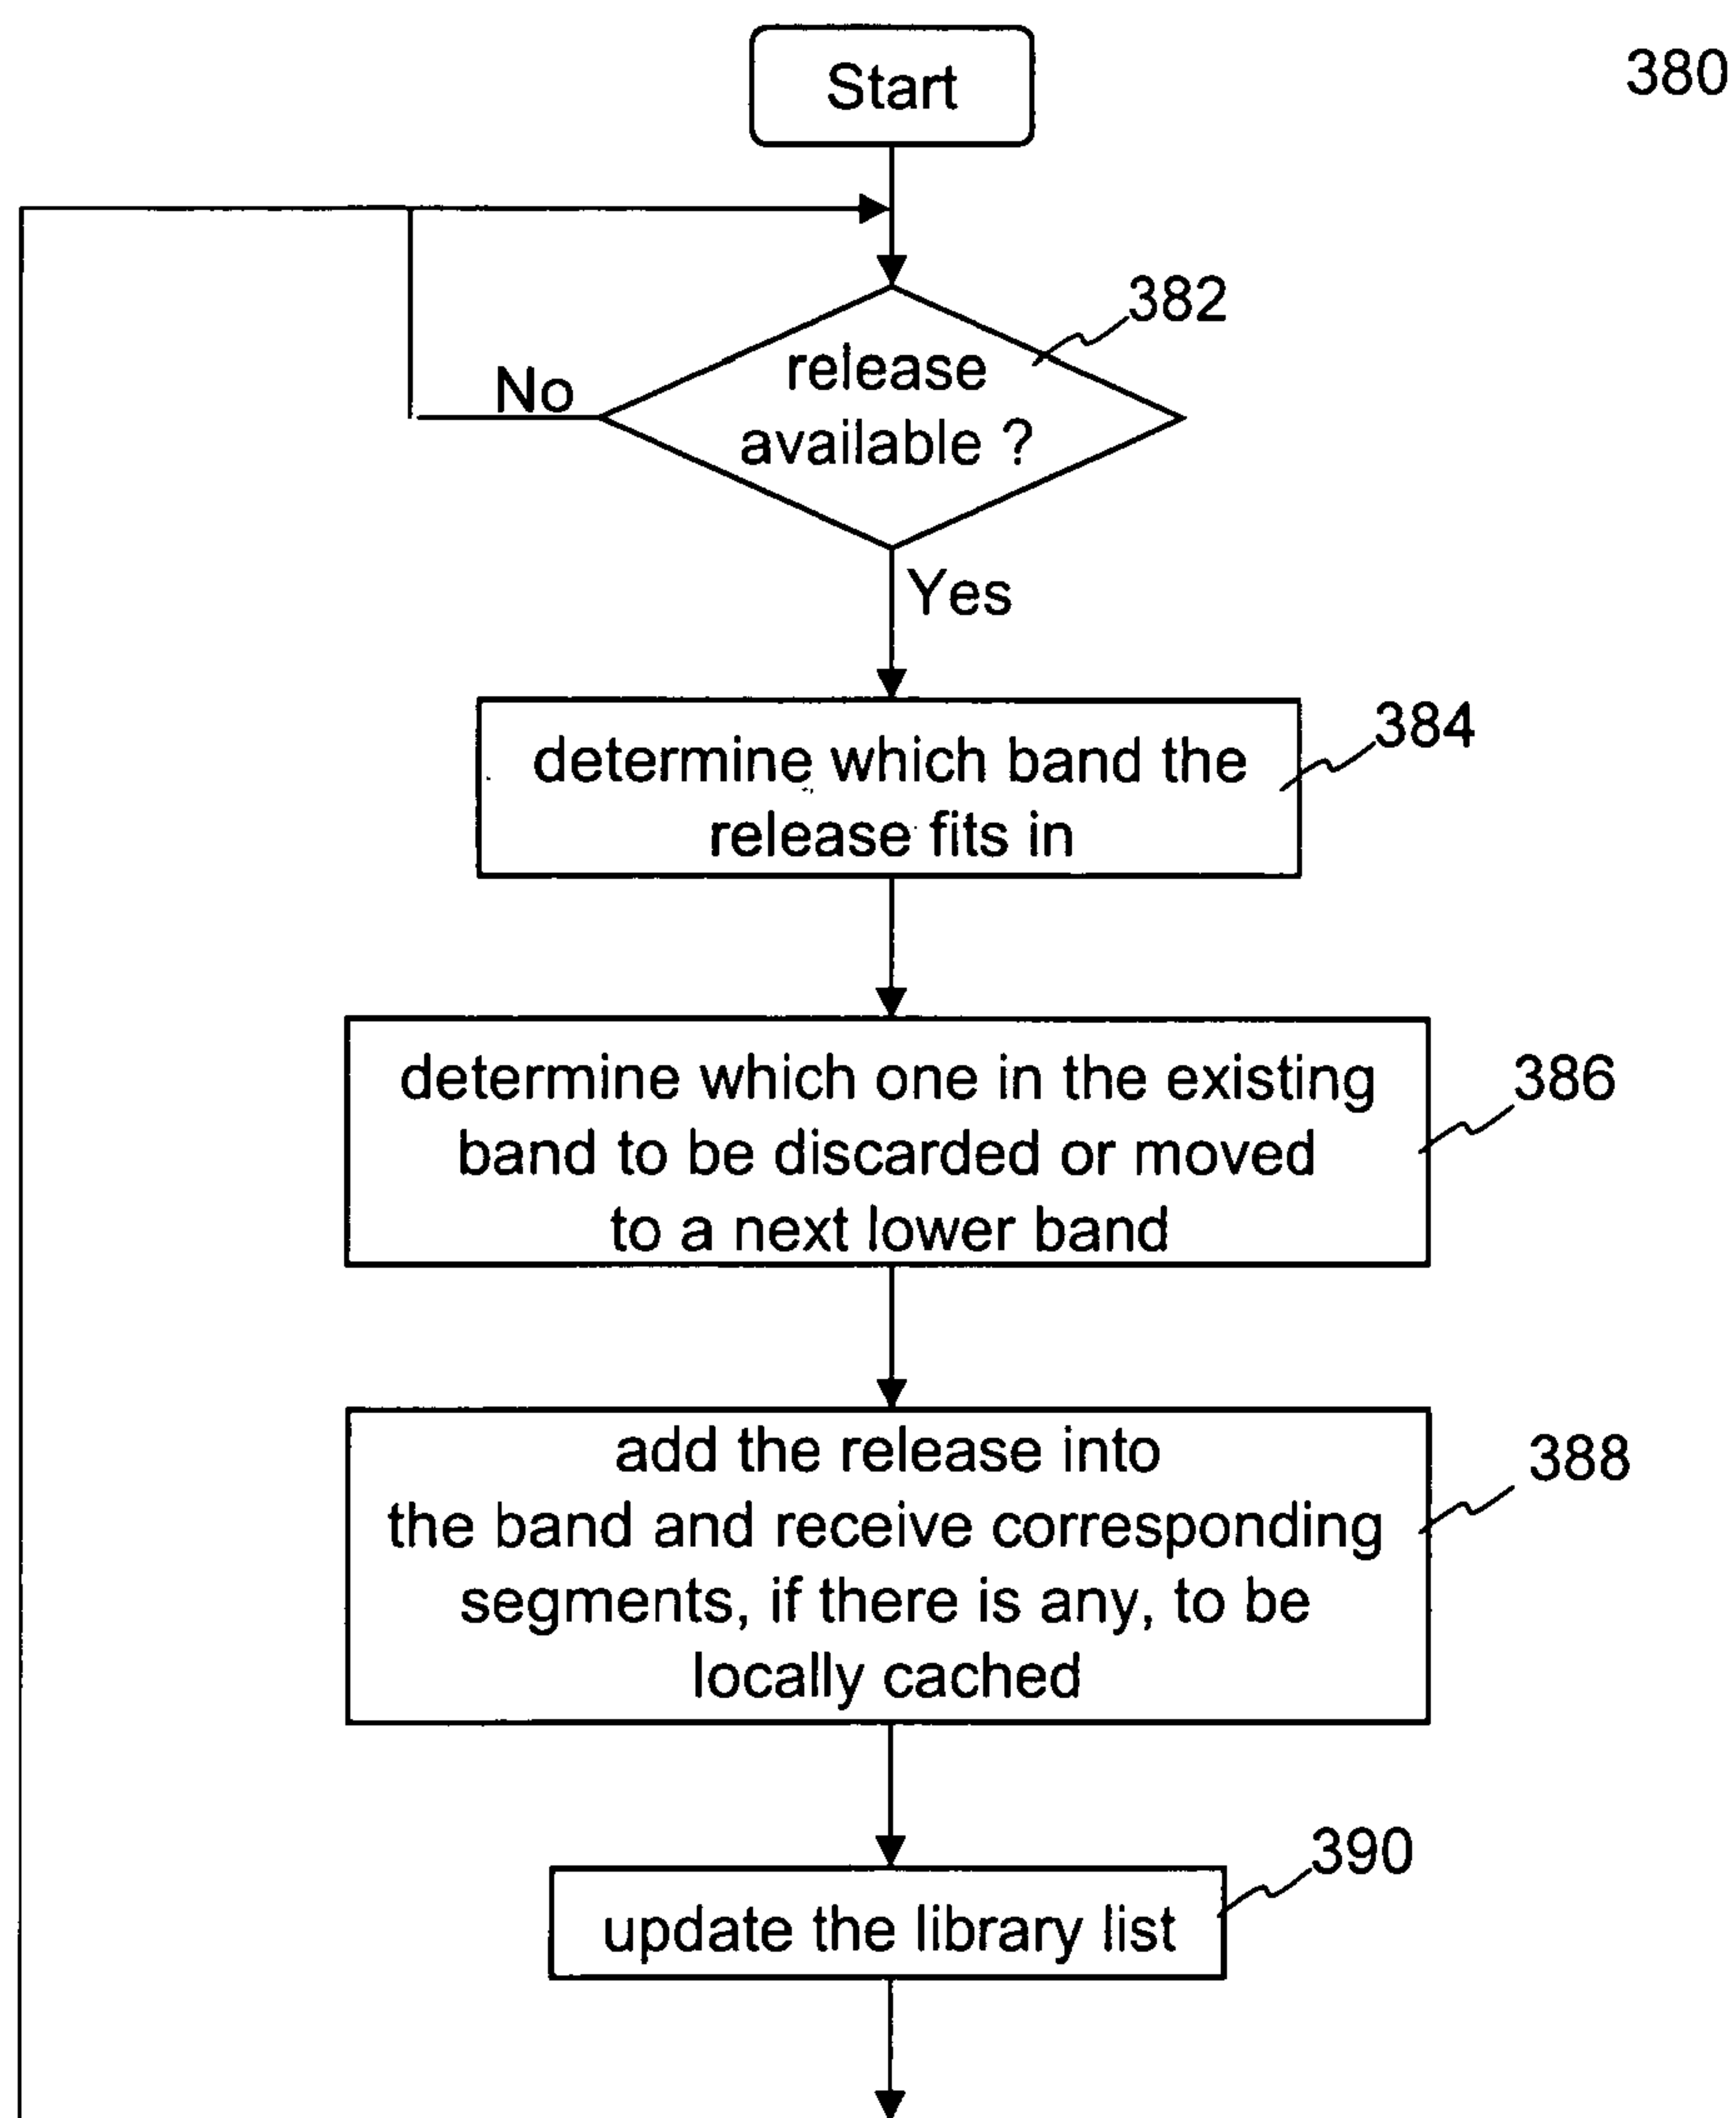 Start
380
382
release
available ?
No
Yes
384
determine which band the
release fits in
386
determine which one in the existing
band to be discarded or moved
to a next lower band
388
add the release into
the band and receive corresponding
segments, if there is any, to be
locally cached
390
update the library list